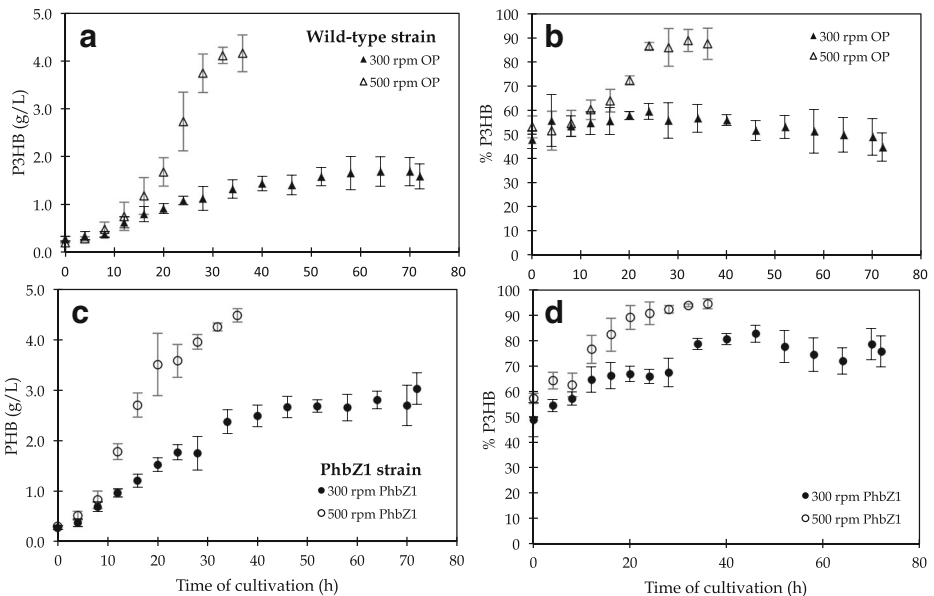 a
Wild-type strain
300 rpm OP
500 rpm OP
P3HB (g/L)
5.0
4.0
3.0
2.0
1.0
0.0
0 10 20 30 40 50 60 70 80
b
300 rpm OP
500 rpm OP
% P3HB
100
90
80
70
60
50
40
30
20
10
0
0 10 20 30 40 50 60 70 80
c
PhbZ1 strain
300 rpm PhbZ1
500 rpm PhbZ1
PHB (g/L)
5.0
4.0
3.0
2.0
1.0
0.0
0 10 20 30 40 50 60 70 80
Time of cultivation (h)
d
300 rpm PhbZ1
500 rpm PhbZ1
% P3HB
100
90
80
70
60
50
40
30
20
10
0
0 10 20 30 40 50 60 70 80
Time of cultivation (h)